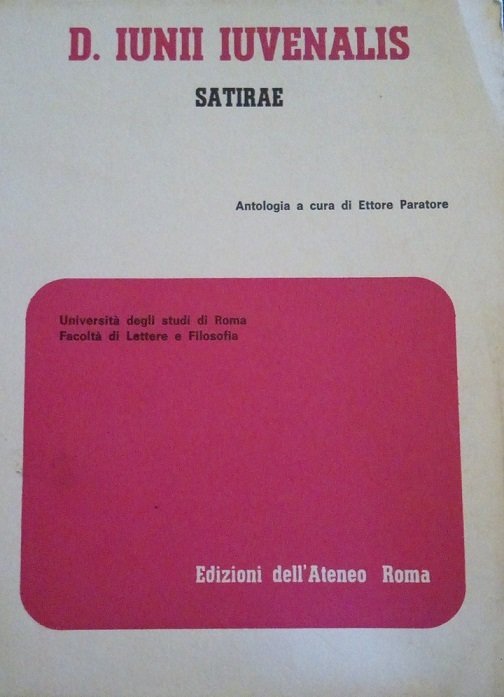 D. IUNII IUVENALIS
SATIRAE
Antologia a cura di Ettore Paratore
Università degli studi di Roma
Facoltà di Lettere e Filosofia
Edizioni dell'Ateneo Roma